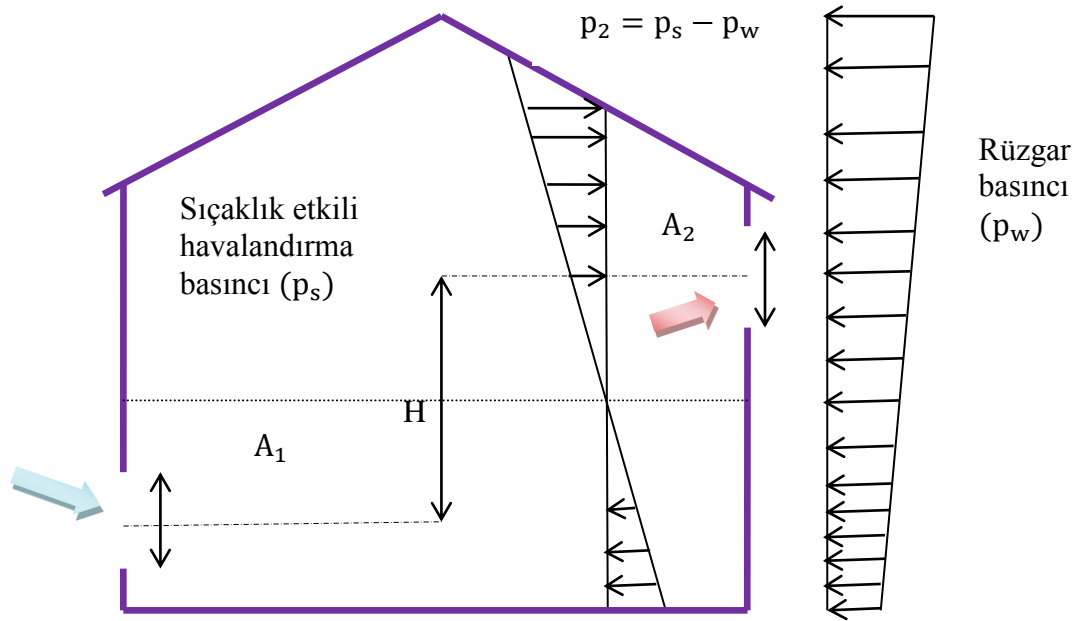 p₂ = pₛ − p_w
Rüzgar
basıncı
(p_w)
Sıçaklık etkili
havalandırma
basıncı (pₛ)
A₂
H
A₁